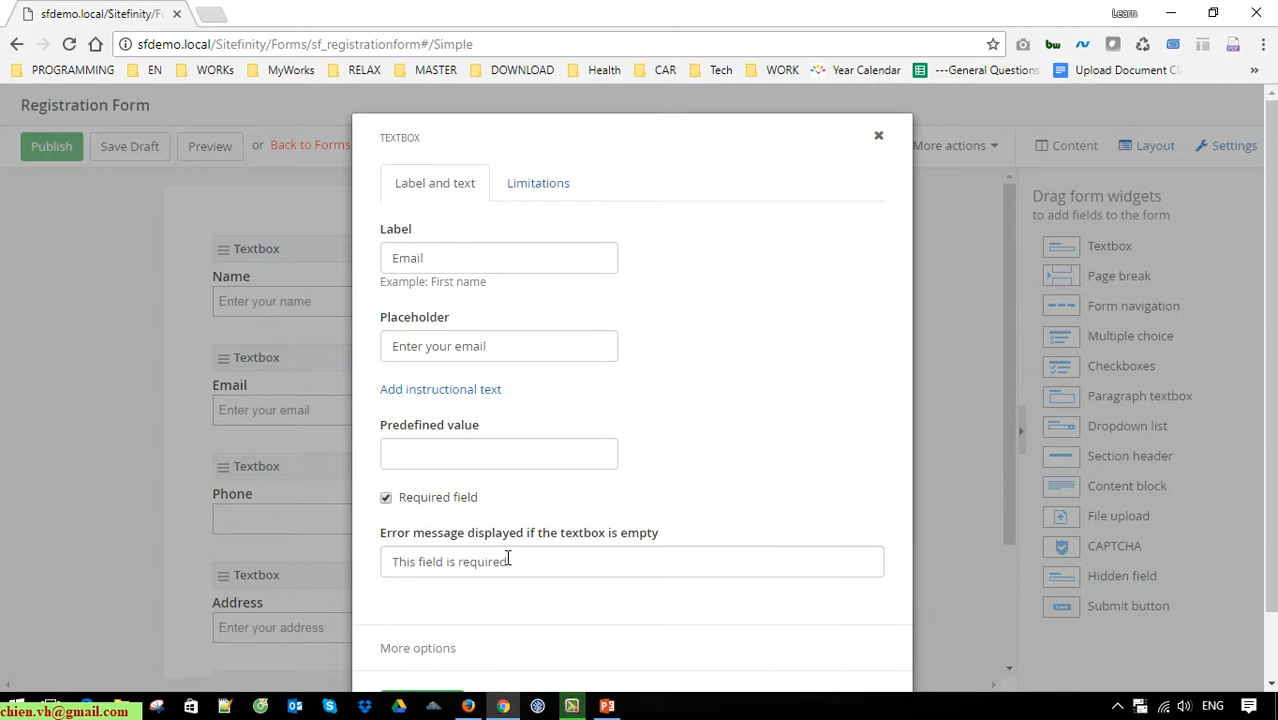 sfdemo.local/Sitefinity/Fo
Learn
sfdemo.local/Sitefinity/Forms/sf_registrationform#/Simple
PROGRAMMING
EN
WORKs
MyWorks
RELAX
MASTER
DOWNLOAD
Health
CAR
Tech
WORK
Year Calendar
---General Questions
Upload Document Cl
Registration Form
Publish
Save Draft
Preview
or
Back to Forms
More actions
Content
Layout
Settings
TEXTBOX
Label and text
Limitations
Label
Email
Example: First name
Placeholder
Enter your email
Add instructional text
Predefined value
Required field
Error message displayed if the textbox is empty
This field is required
More options
Textbox
Name
Enter your name
Textbox
Email
Enter your email
Textbox
Phone
Textbox
Address
Enter your address
Drag form widgets
to add fields to the form
Textbox
Page break
Form navigation
Multiple choice
Checkboxes
Paragraph textbox
Dropdown list
Section header
Content block
File upload
CAPTCHA
Hidden field
Submit button
chien.vh@gmail.com
ENG